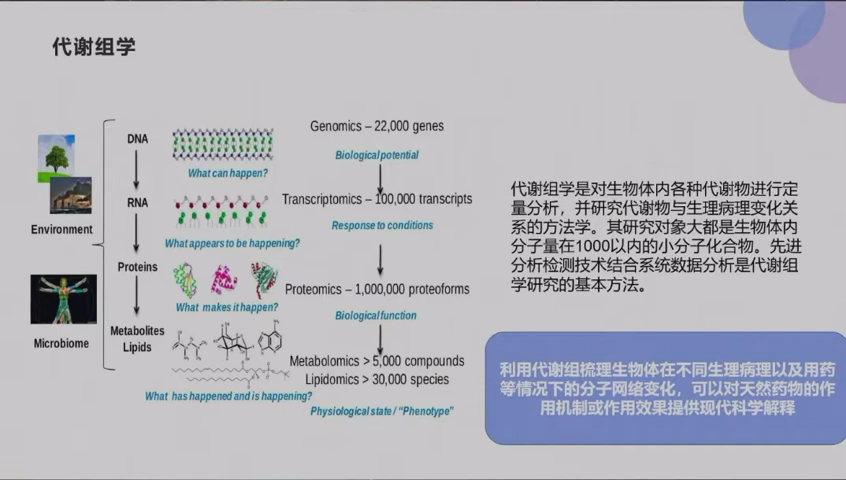 代谢组学
Environment
Microbiome
DNA
RNA
Proteins
Metabolites
Lipids
What can happen?
What appears to be happening?
What makes it happen?
What has happened and is happening?
Genomics – 22,000 genes
Biological potential
Transcriptomics – 100,000 transcripts
Response to conditions
Proteomics – 1,000,000 proteoforms
Biological function
Metabolomics > 5,000 compounds
Lipidomics > 30,000 species
Physiological state / “Phenotype”
代谢组学是对生物体内各种代谢物进行定
量分析，并研究代谢物与生理病理变化关
系的方法学。其研究对象大都是生物体内
分子量在1000以内的小分子化合物。先进
分析检测技术结合系统数据分析是代谢组
学研究的基本方法。
利用代谢组梳理生物体在不同生理病理以及用药
等情况下的分子网络变化，可以对天然药物的作
用机制或作用效果提供现代科学解释